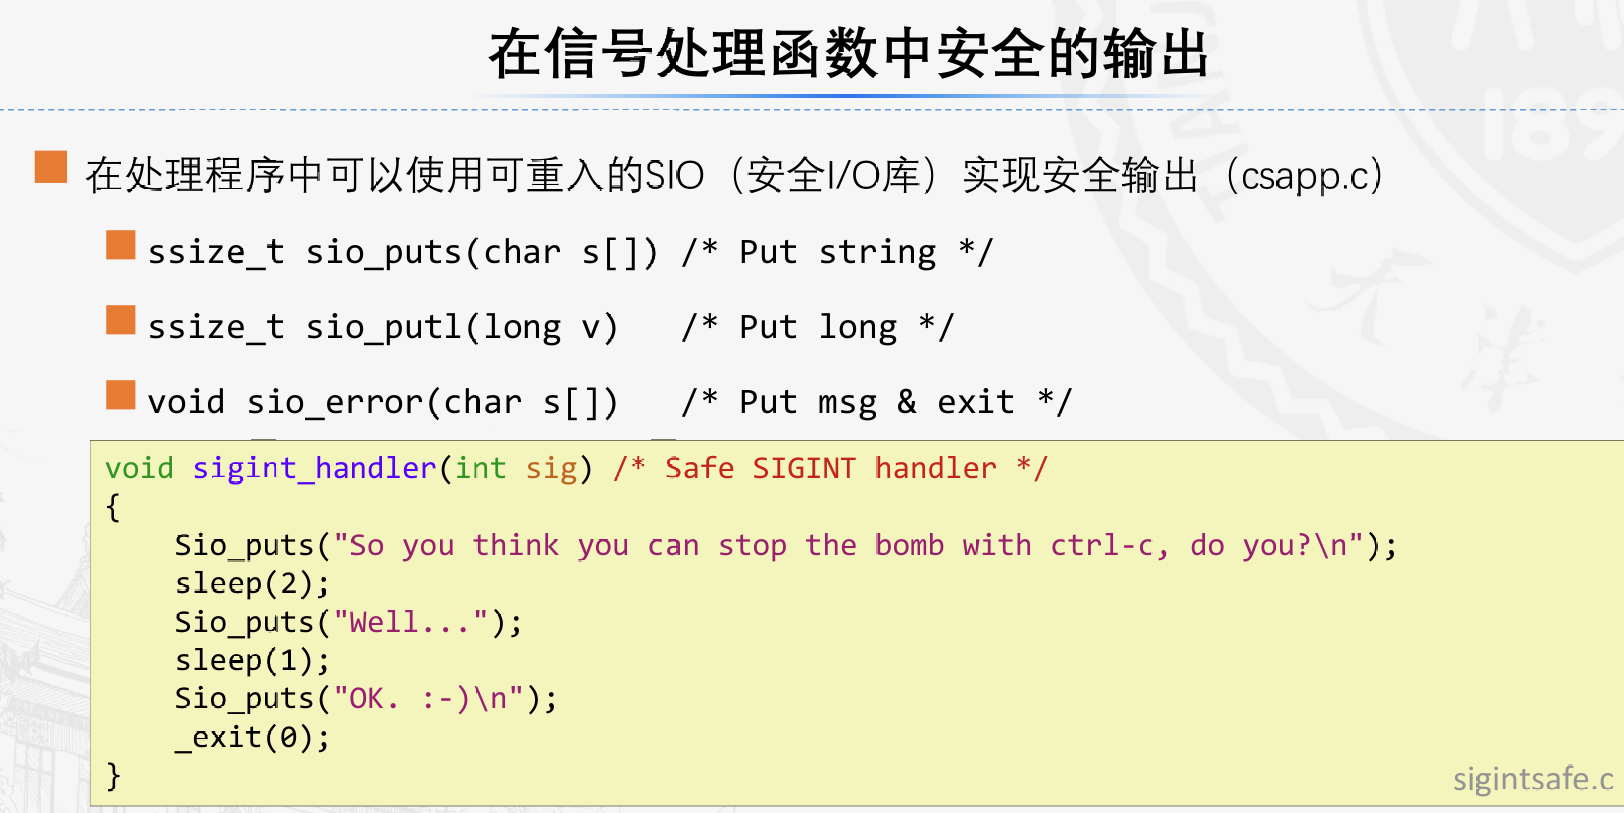 在信号处理函数中安全的输出
在处理程序中可以使用可重入的SIO（安全I/O库）实现安全输出（csapp.c）
ssize_t sio_puts(char s[]) /* Put string */
ssize_t sio_putl(long v)   /* Put long */
void sio_error(char s[])   /* Put msg & exit */
void sigint_handler(int sig) /* Safe SIGINT handler */
{
    Sio_puts("So you think you can stop the bomb with ctrl-c, do you?\n");
    sleep(2);
    Sio_puts("Well...");
    sleep(1);
    Sio_puts("OK. :-)\n");
    _exit(0);
}
sigintsafe.c